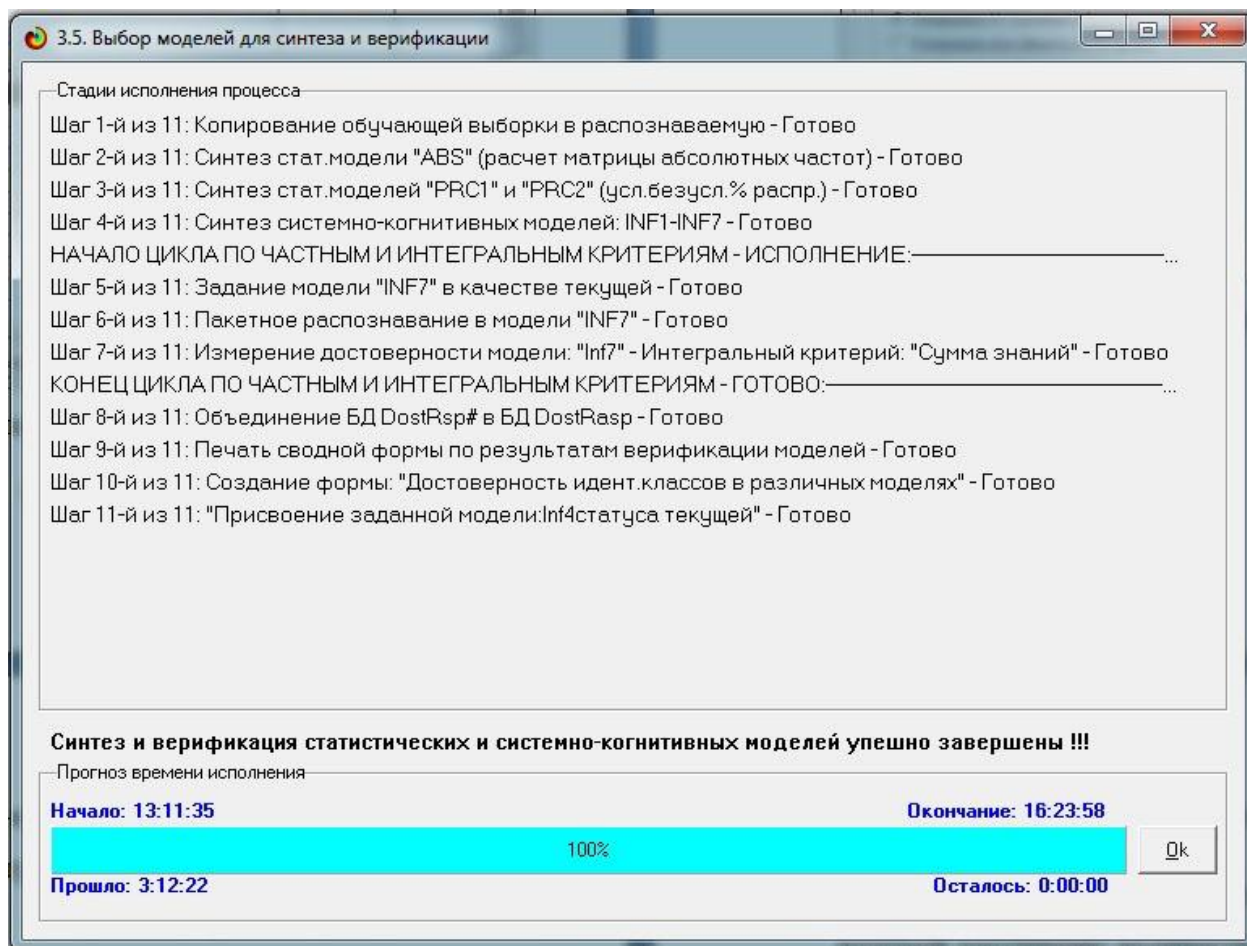 3.5. Выбор моделей для синтеза и верификации
Стадии исполнения процесса
Шаг 1-й из 11: Копирование обучающей выборки в распознаваемую - Готово
Шаг 2-й из 11: Синтез стат.модели "ABS" (расчет матрицы абсолютных частот) - Готово
Шаг 3-й из 11: Синтез стат.моделей "PRC1" и "PRC2" (усл.безусл.% распр.) - Готово
Шаг 4-й из 11: Синтез системно-когнитивных моделей: INF1-INF7 - Готово
НАЧАЛО ЦИКЛА ПО ЧАСТНЫМ И ИНТЕГРАЛЬНЫМ КРИТЕРИЯМ - ИСПОЛНЕНИЕ:————————————...
Шаг 5-й из 11: Задание модели "INF7" в качестве текущей - Готово
Шаг 6-й из 11: Пакетное распознавание в модели "INF7" - Готово
Шаг 7-й из 11: Измерение достоверности модели: "Inf7" - Интегральный критерий: "Сумма знаний" - Готово
КОНЕЦ ЦИКЛА ПО ЧАСТНЫМ И ИНТЕГРАЛЬНЫМ КРИТЕРИЯМ - ГОТОВО:————————————————...
Шаг 8-й из 11: Объединение БД DostRsp# в БД DostRasp - Готово
Шаг 9-й из 11: Печать сводной формы по результатам верификации моделей - Готово
Шаг 10-й из 11: Создание формы: "Достоверность идент.классов в различных моделях" - Готово
Шаг 11-й из 11: "Присвоение заданной модели:Inf4статуса текущей" - Готово
Синтез и верификация статистических и системно-когнитивных моделей упешно завершены !!!
Прогноз времени исполнения
Начало: 13:11:35 Окончание: 16:23:58
100% Ok
Прошло: 3:12:22 Осталось: 0:00:00